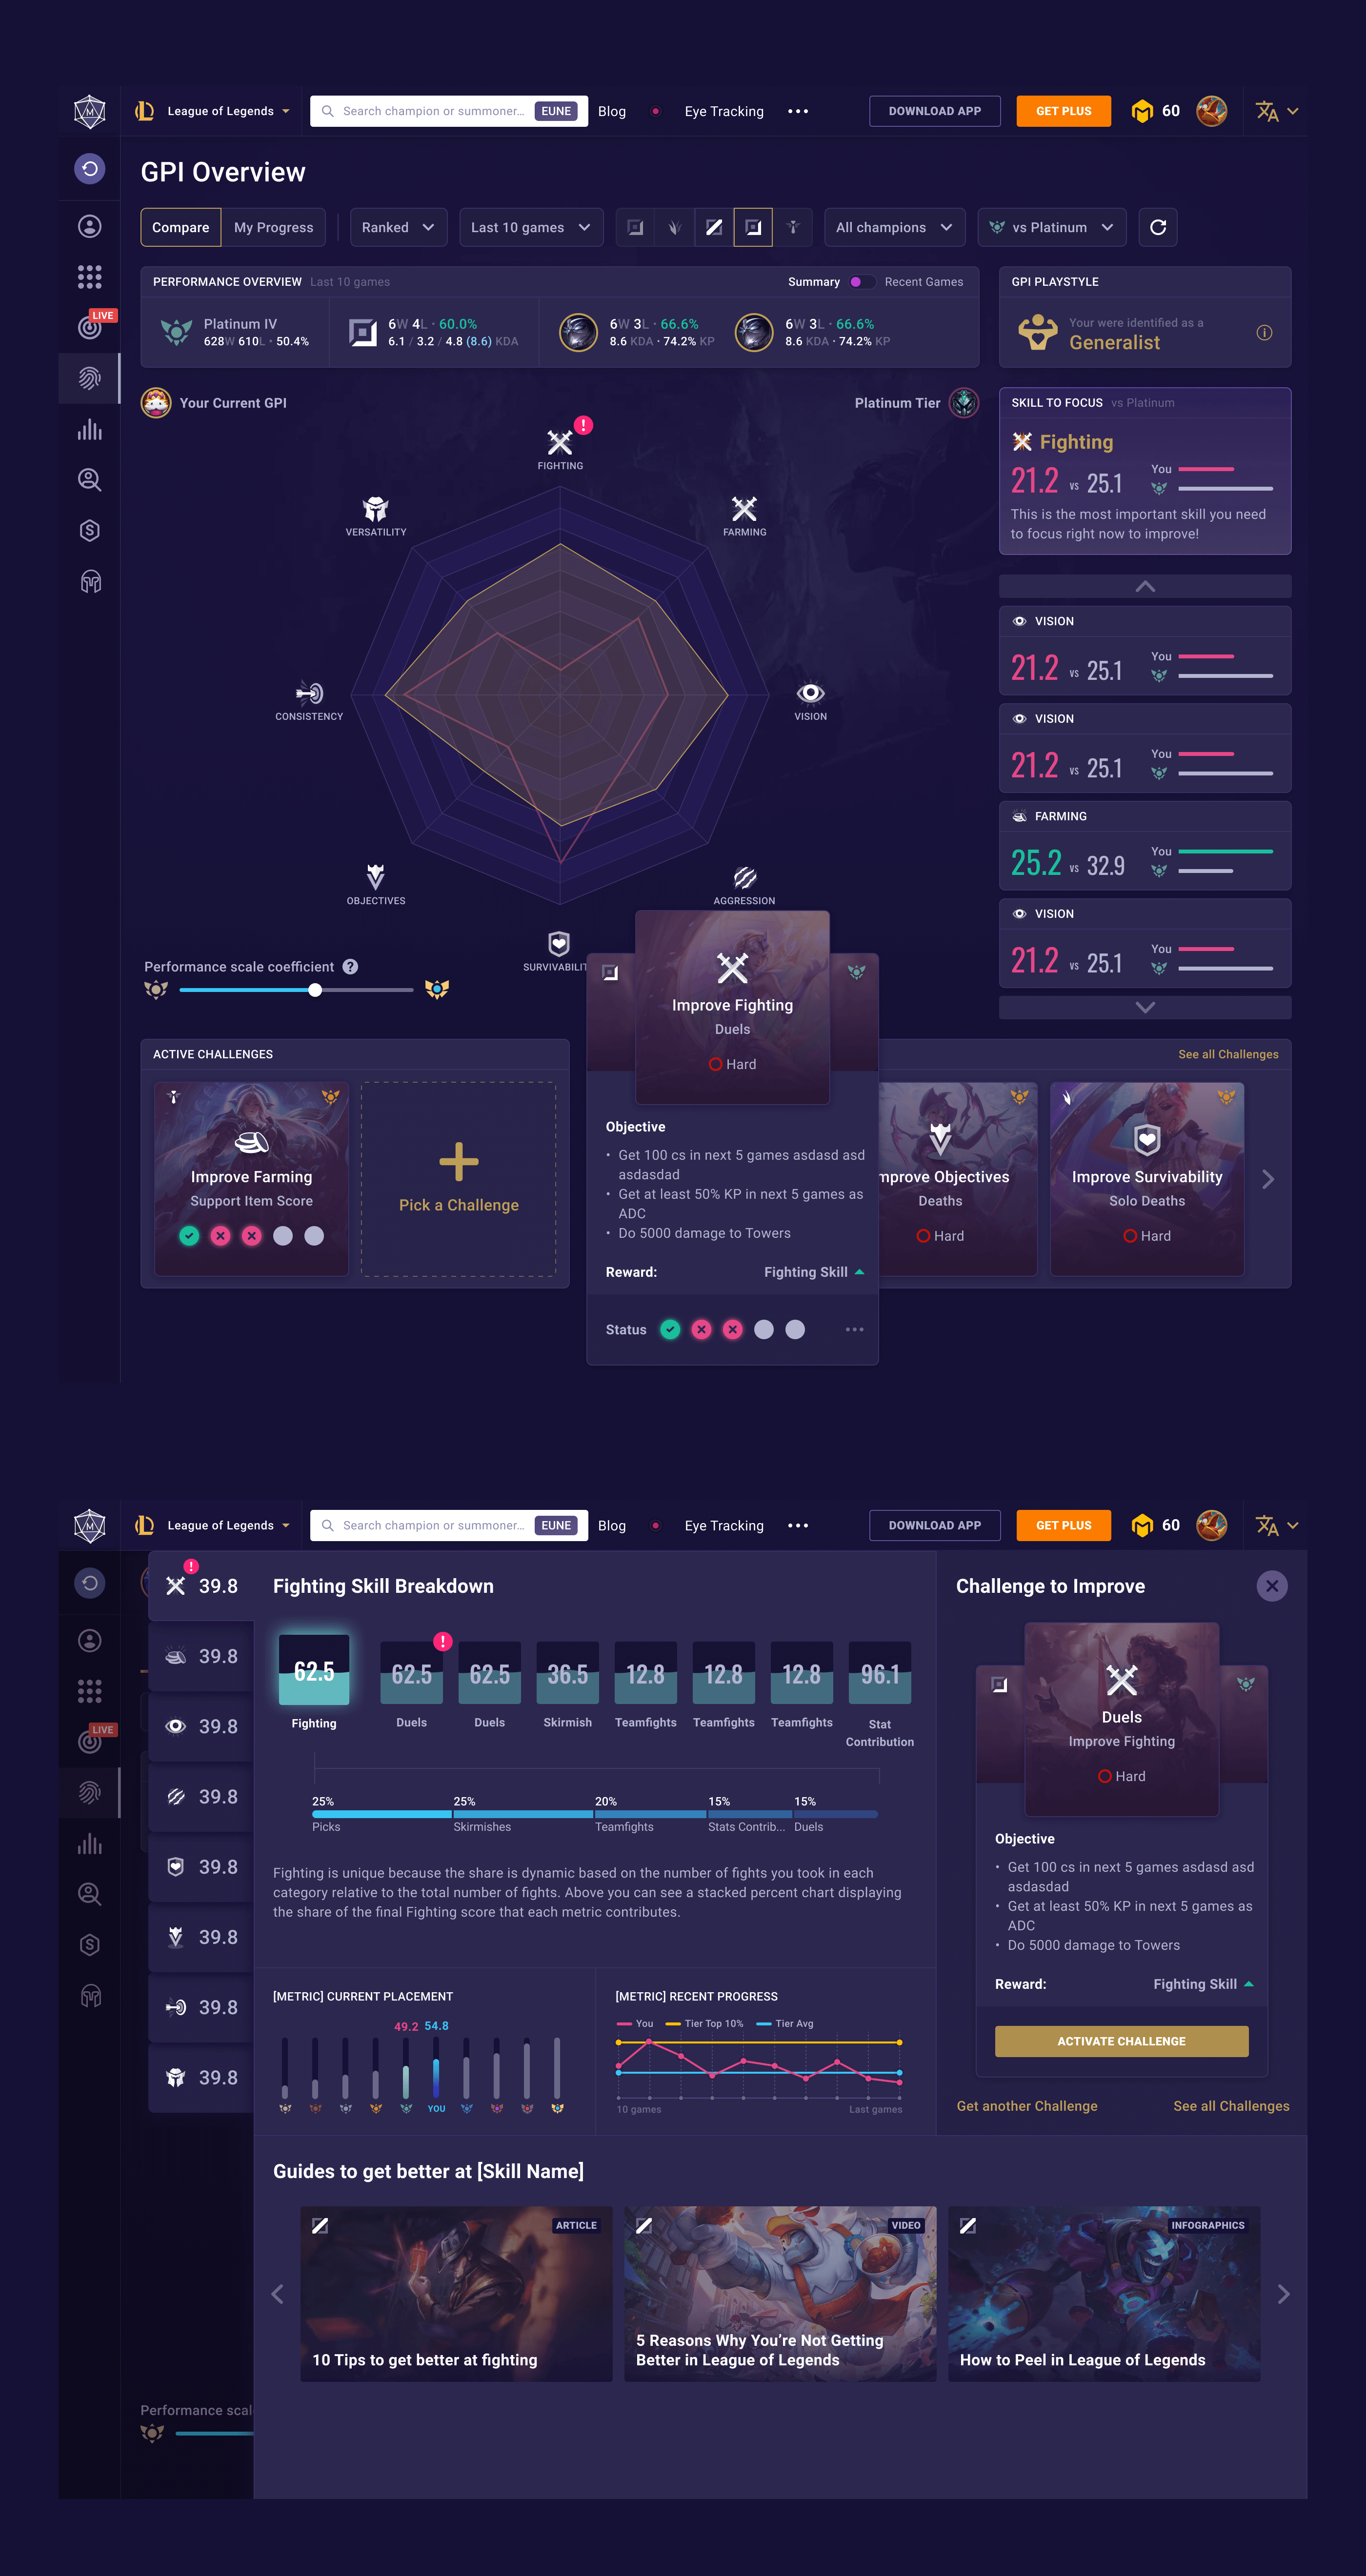 League of Legends
Search champion or summoner...
EUNE
Blog
Eye Tracking
DOWNLOAD APP
GET PLUS
60
GPI Overview
LIVE
Compare
My Progress
Ranked
Last 10 games
All champions
vs Platinum
PERFORMANCE OVERVIEW Last 10 games
Summary
Recent Games
Platinum IV
628W 610L • 50.4%
6W 4L • 60.0%
6.1 / 3.2 / 4.8 (8.6) KDA
6W 3L • 66.6%
8.6 KDA • 74.2% KP
6W 3L • 66.6%
8.6 KDA • 74.2% KP
GPI PLAYSTYLE
Your were identified as a
Generalist
Your Current GPI
Platinum Tier
FIGHTING
FARMING
VISION
AGGRESSION
SURVIVABILIT
OBJECTIVES
CONSISTENCY
VERSATILITY
SKILL TO FOCUS vs Platinum
Fighting
21.2 vs 25.1
You
This is the most important skill you need
to focus right now to improve!
VISION
21.2 vs 25.1
You
VISION
21.2 vs 25.1
You
FARMING
25.2 vs 32.9
You
VISION
21.2 vs 25.1
You
Performance scale coefficient ?
ACTIVE CHALLENGES
Improve Farming
Support Item Score
Pick a Challenge
Improve Fighting
Duels
Hard
Objective
• Get 100 cs in next 5 games asdasd asd
asdasdad
• Get at least 50% KP in next 5 games as
ADC
• Do 5000 damage to Towers
Reward:
Fighting Skill
Status
See all Challenges
mprove Objectives
Deaths
Hard
Improve Survivability
Solo Deaths
Hard
League of Legends
Search champion or summoner...
EUNE
Blog
Eye Tracking
DOWNLOAD APP
GET PLUS
60
LIVE
39.8
39.8
39.8
39.8
39.8
39.8
39.8
39.8
Fighting Skill Breakdown
62.5
Fighting
62.5
Duels
62.5
Duels
36.5
Skirmish
12.8
Teamfights
12.8
Teamfights
12.8
Teamfights
96.1
Stat
Contribution
25%
25%
20%
15%
15%
Picks
Skirmishes
Teamfights
Stats Contrib...
Duels
Fighting is unique because the share is dynamic based on the number of fights you took in each
category relative to the total number of fights. Above you can see a stacked percent chart displaying
the share of the final Fighting score that each metric contributes.
[METRIC] CURRENT PLACEMENT
49.2 54.8
YOU
[METRIC] RECENT PROGRESS
You
Tier Top 10%
Tier Avg
10 games
Last games
Challenge to Improve
Duels
Improve Fighting
Hard
Objective
• Get 100 cs in next 5 games asdasd asd
asdasdad
• Get at least 50% KP in next 5 games as
ADC
• Do 5000 damage to Towers
Reward:
Fighting Skill
ACTIVATE CHALLENGE
Get another Challenge
See all Challenges
Guides to get better at [Skill Name]
ARTICLE
10 Tips to get better at fighting
VIDEO
5 Reasons Why You're Not Getting
Better in League of Legends
INFOGRAPHICS
How to Peel in League of Legends
Performance scal